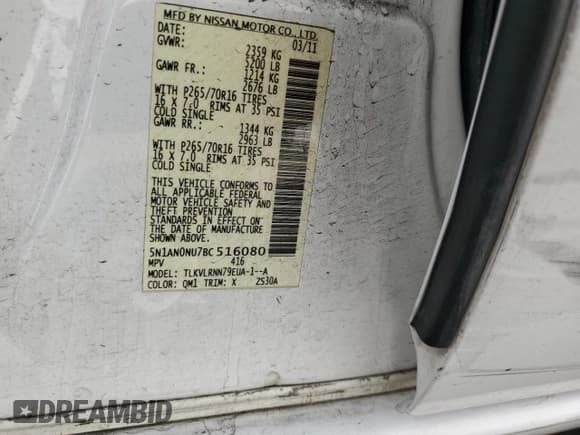 MFD BY NISSAN MOTOR CO., LTD.
DATE: 03/11
GVWR: 2359 KG
5200 LB
GAWR FR.: 1214 KG
2676 LB
WITH P265/70R16 TIRES
16 X 7.0 RIMS AT 35 PSI
COLD SINGLE
GAWR RR.: 1344 KG
2963 LB
WITH P265/70R16 TIRES
16 X 7.0 RIMS AT 35 PSI
COLD SINGLE
THIS VEHICLE CONFORMS TO
ALL APPLICABLE FEDERAL
MOTOR VEHICLE SAFETY AND
THEFT PREVENTION
STANDARDS IN EFFECT ON
THE DATE OF MANUFACTURE
5N1AN0NU7BC 516080
MPV 416
MODEL: TLKVLRNN79EUA-1--A
COLOR: QM1 TRIM: X ZS30A
DREAMBID